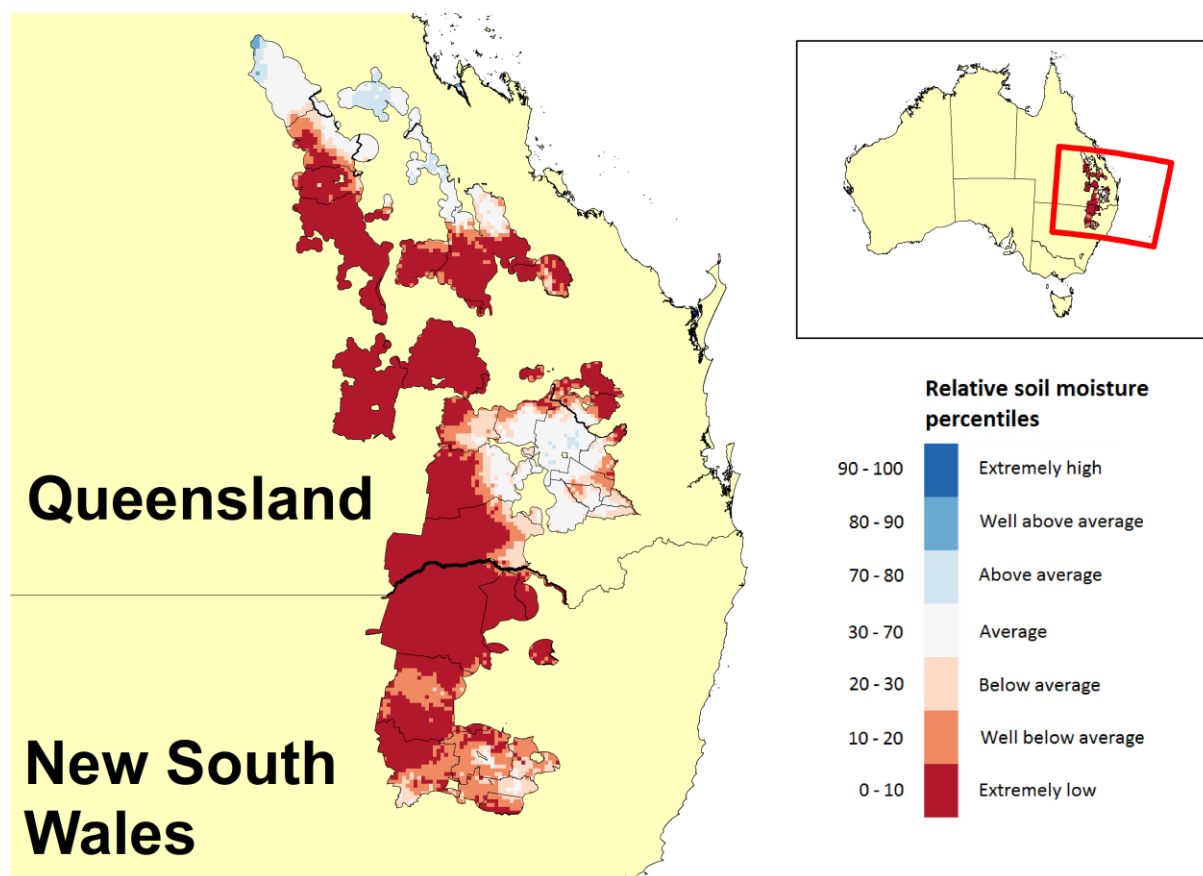 Queensland
New South
Wales
Relative soil moisture
percentiles
90 - 100 Extremely high
80 - 90 Well above average
70 - 80 Above average
30 - 70 Average
20 - 30 Below average
10 - 20 Well below average
0 - 10 Extremely low